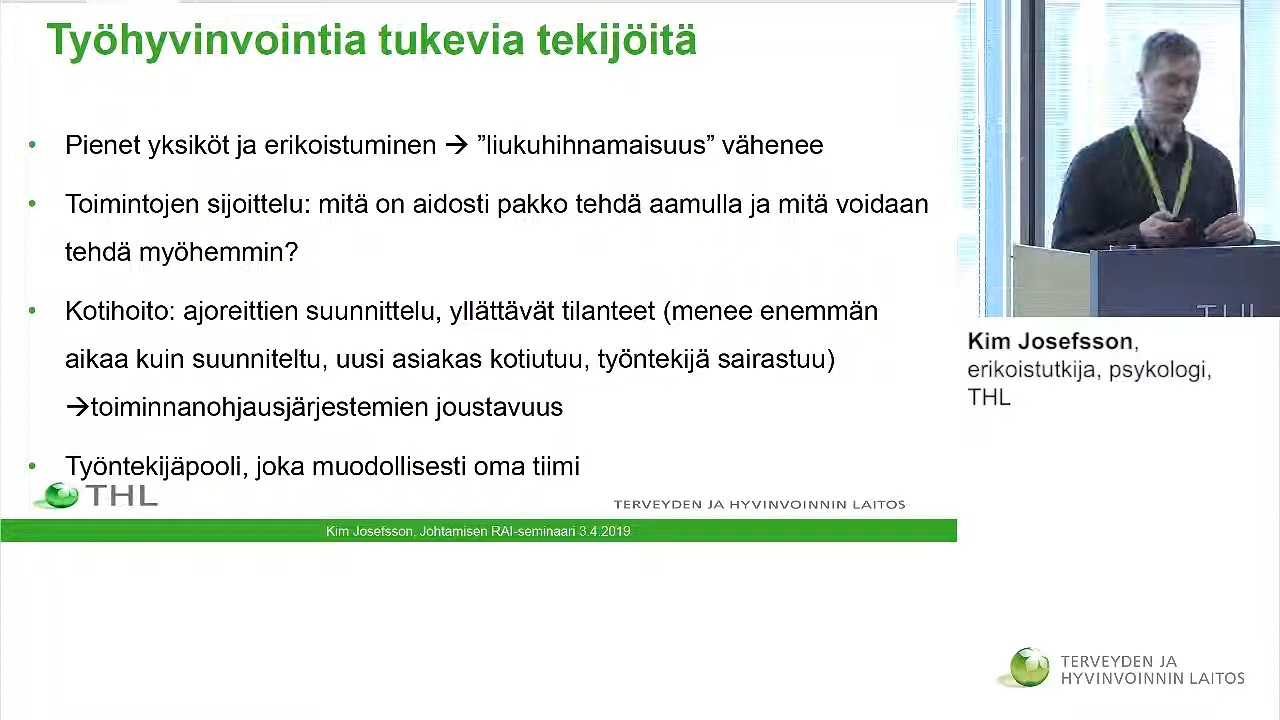 Työhyvinvointia tukevia tekijöitä
• Pienet yksiköt ja erikoistuminen → ”liukuhihnamaisuus” vähenee
• Toimintojen sijoittelu: mitä on aidosti pakko tehdä aamulla ja mitä voidaan
tehdä myöhemmin?
• Kotihoito: ajoreittien suunnittelu, yllättävät tilanteet (menee enemmän
aikaa kuin suunniteltu, uusi asiakas kotiutuu, työntekijä sairastuu)
→toiminnanohjausjärjestemien joustavuus
• Työntekijäpooli, joka muodollisesti oma tiimi
THL
TERVEYDEN JA HYVINVOINNIN LAITOS
Kim Josefsson, Johtamisen RAI-seminaari 3.4.2019
THL
Kim Josefsson,
erikoistutkija, psykologi,
THL
TERVEYDEN JA
HYVINVOINNIN LAITOS